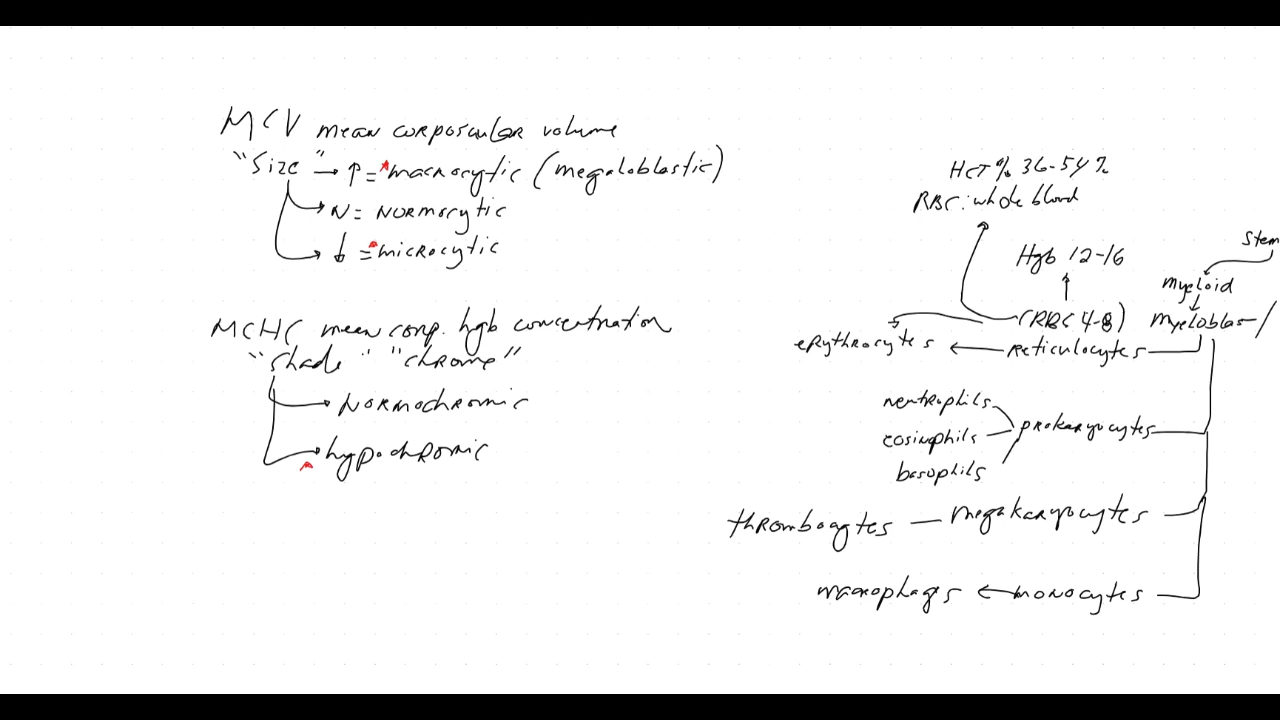 MCV mean corposcular volume
"Size" → ↑ = macrocytic (megaloblastic)
→ N = NORMOCYTIC
→ ↓ = microcytic
MCHC mean corp. hgb concentration
"shade" "chrome"
→ Normochromic
→ hypochromic
HCT % 36-54 %
RBC: whole blood
Hgb 12-16
Stem
myeloid
(RBC 4-8) myeloblas
erythrocytes ← reticulocytes
neutrophils
eosinophils prokaryocytes
basophils
thrombocytes — megakaryocytes
macrophages ← monocytes